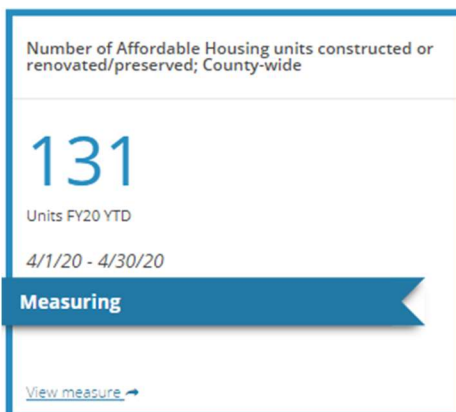 Number of Affordable Housing units constructed or
renovated/preserved; County-wide
131
Units FY20 YTD
4/1/20 - 4/30/20
Measuring
View measure